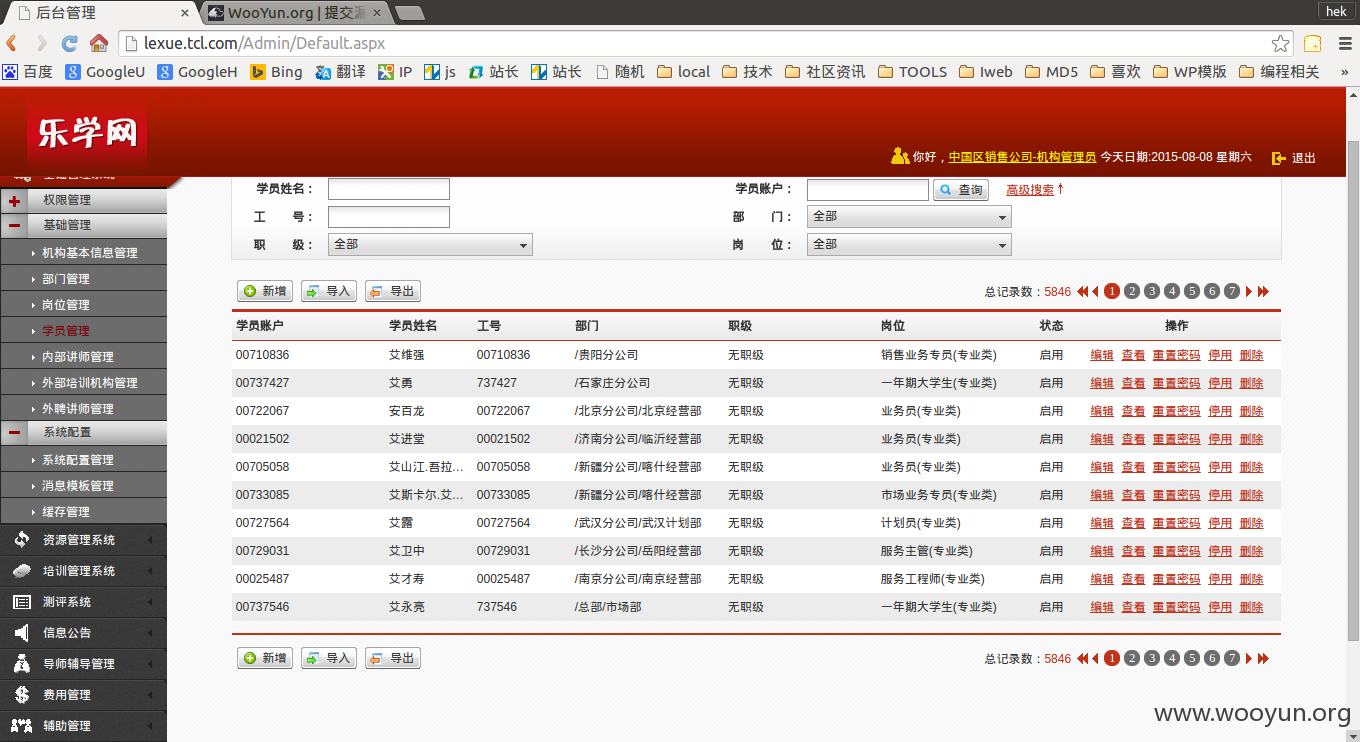 后台管理
WooYun.org | 提交漏
hek
lexue.tcl.com/Admin/Default.aspx
百度 GoogleU GoogleH Bing 翻译 IP js 站长 站长 随机 local 技术 社区资讯 TOOLS Iweb MD5 喜欢 WP模版 编程相关 »
乐学网
你好，中国区销售公司-机构管理员 今天日期:2015-08-08 星期六 退出
权限管理
基础管理
机构基本信息管理
部门管理
岗位管理
学员管理
内部讲师管理
外部培训机构管理
外聘讲师管理
系统配置
系统配置管理
消息模板管理
缓存管理
资源管理系统
培训管理系统
测评系统
信息公告
导师辅导管理
费用管理
辅助管理
学员姓名： 学员账户： 查询 高级搜索↑
工 号： 部 门： 全部
职 级： 全部 岗 位： 全部
新增 导入 导出 总记录数：5846 1 2 3 4 5 6 7
学员账户 学员姓名 工号 部门 职级 岗位 状态 操作
00710836 艾维强 00710836 /贵阳分公司 无职级 销售业务专员(专业类) 启用 编辑 查看 重置密码 停用 删除
00737427 艾勇 737427 /石家庄分公司 无职级 一年期大学生(专业类) 启用 编辑 查看 重置密码 停用 删除
00722067 安百龙 00722067 /北京分公司/北京经营部 无职级 业务员(专业类) 启用 编辑 查看 重置密码 停用 删除
00021502 艾进堂 00021502 /济南分公司/临沂经营部 无职级 业务员(专业类) 启用 编辑 查看 重置密码 停用 删除
00705058 艾山江.吾拉... 00705058 /新疆分公司/喀什经营部 无职级 业务员(专业类) 启用 编辑 查看 重置密码 停用 删除
00733085 艾斯卡尔.艾... 00733085 /新疆分公司/喀什经营部 无职级 市场业务专员(专业类) 启用 编辑 查看 重置密码 停用 删除
00727564 艾露 00727564 /武汉分公司/武汉计划部 无职级 计划员(专业类) 启用 编辑 查看 重置密码 停用 删除
00729031 艾卫中 00729031 /长沙分公司/岳阳经营部 无职级 服务主管(专业类) 启用 编辑 查看 重置密码 停用 删除
00025487 艾才寿 00025487 /南京分公司/南京经营部 无职级 服务工程师(专业类) 启用 编辑 查看 重置密码 停用 删除
00737546 艾永亮 737546 /总部/市场部 无职级 一年期大学生(专业类) 启用 编辑 查看 重置密码 停用 删除
新增 导入 导出 总记录数：5846 1 2 3 4 5 6 7
www.wooyun.org